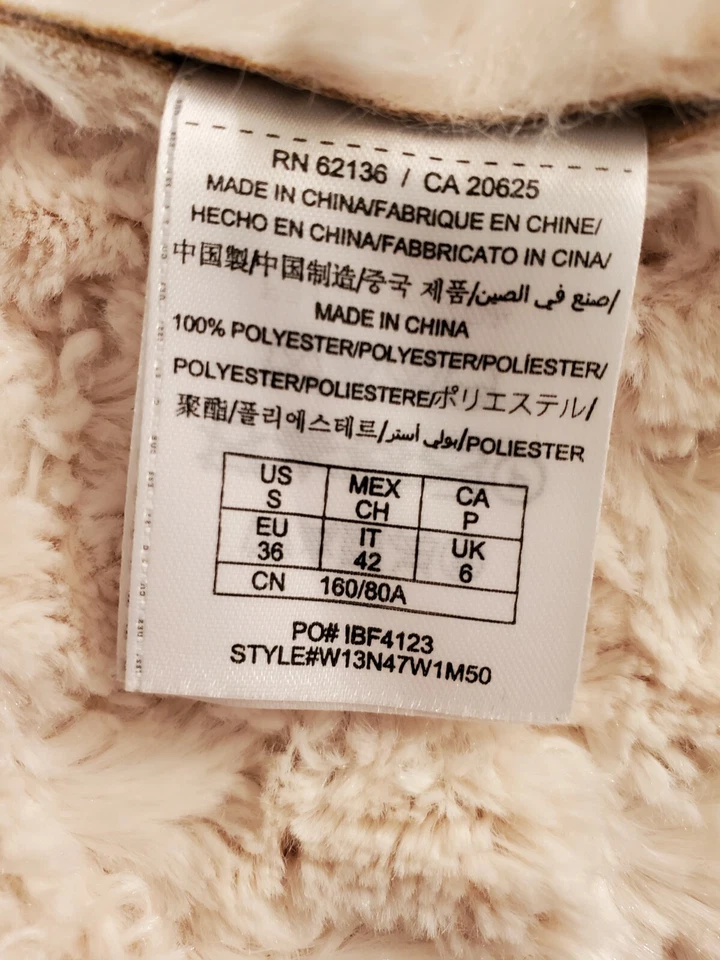 RN 62136 / CA 20625
MADE IN CHINA/FABRIQUE EN CHINE/
HECHO EN CHINA/FABBRICATO IN CINA/
中国製/中国制造/중국 제품/صنع في الصين/
MADE IN CHINA
100% POLYESTER/POLYESTER/POLÍESTER/
POLYESTER/POLIESTERE/ポリエステル/
聚酯/폴리에스테르/بولي أستر/POLIESTER
US MEX CA
S CH P
EU IT UK
36 42 6
CN 160/80A
PO# IBF4123
STYLE#W13N47W1M50